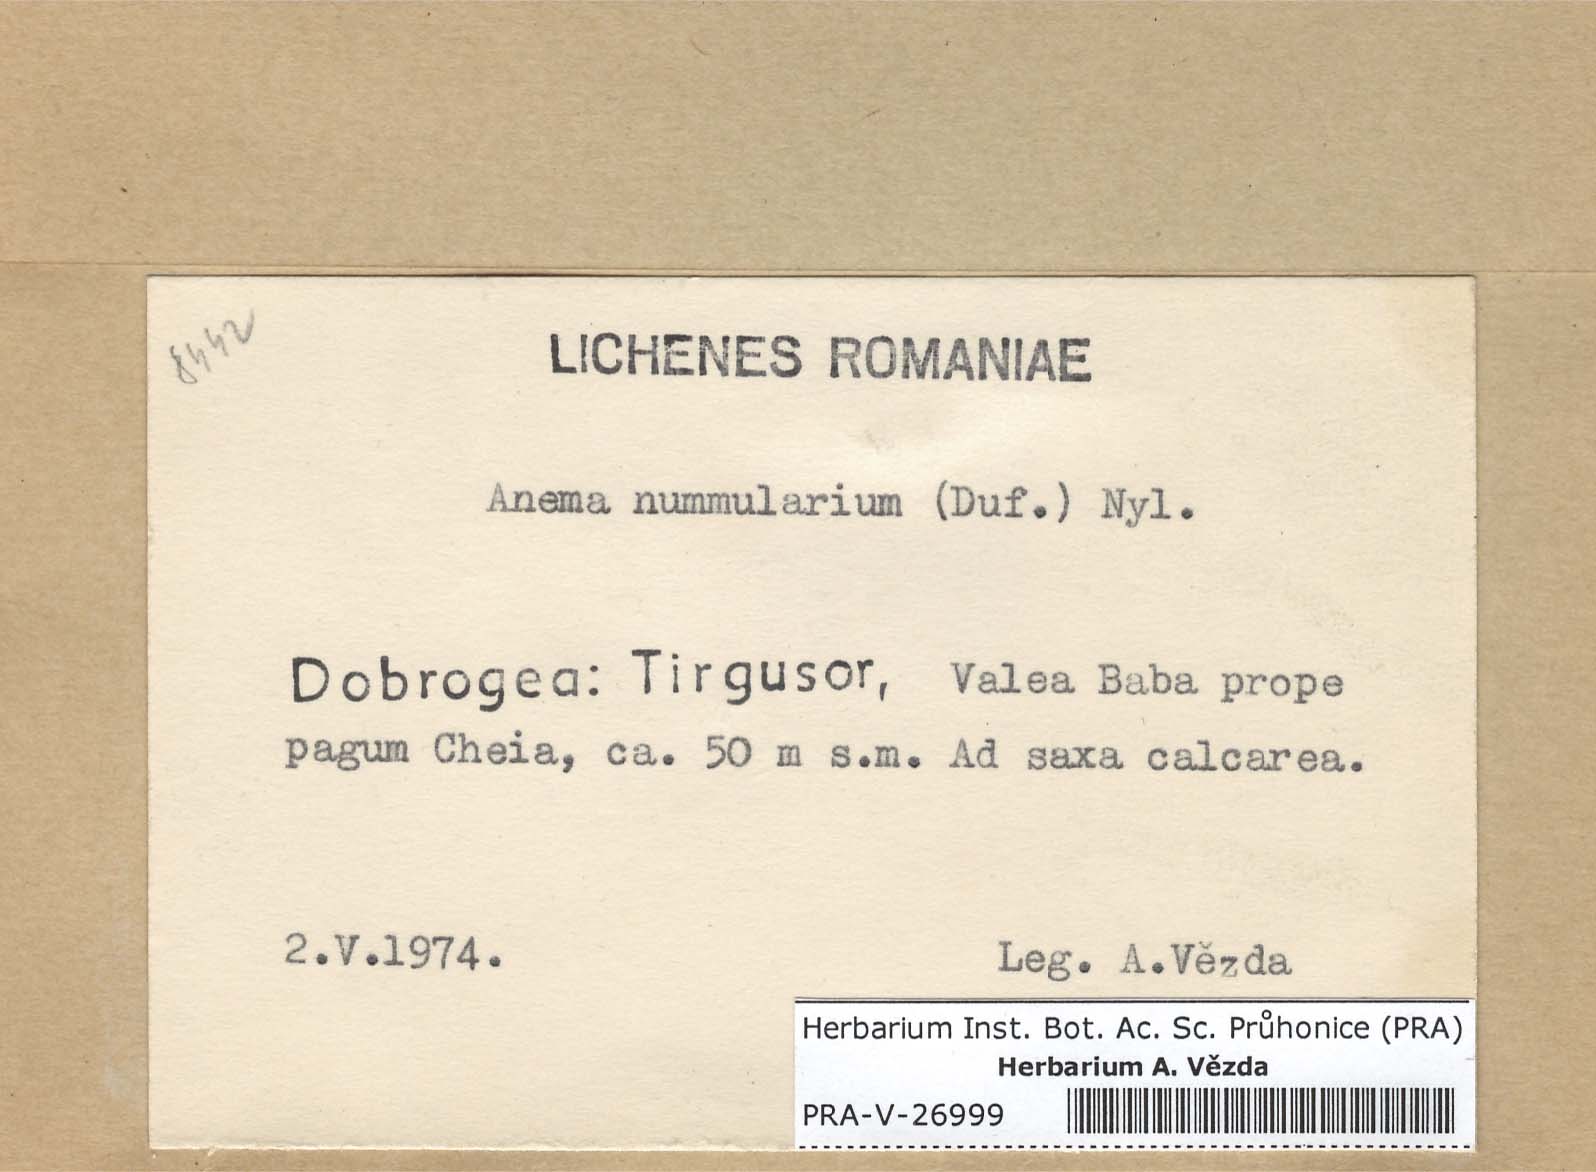 8442
LICHENES ROMANIAE
Anema nummularium (Duf.) Nyl.
Dobrogea: Tirgusor, Valea Baba prope
pagum Cheia, ca. 50 m s.m. Ad saxa calcarea.
2.V.1974.
Leg. A.Vězda
Herbarium Inst. Bot. Ac. Sc. Průhonice (PRA)
Herbarium A. Vězda
PRA-V-26999